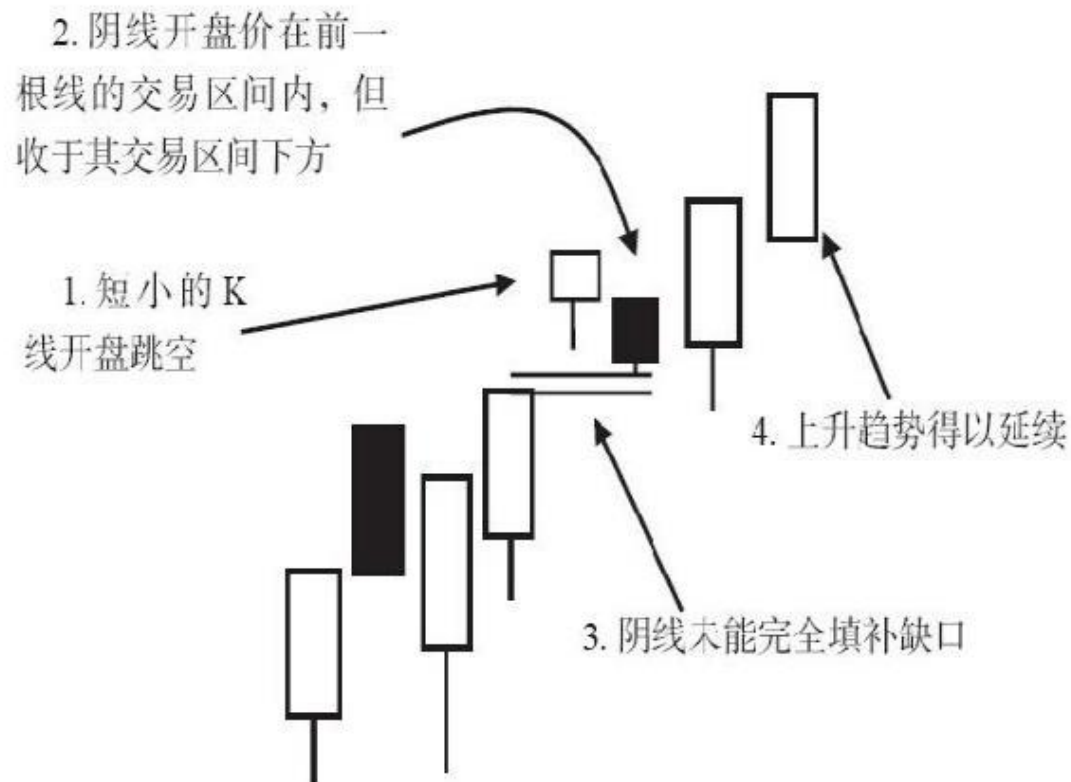 2. 阴线开盘价在前一
根线的交易区间内，但
收于其交易区间下方
1. 短小的 K
线开盘跳空
4. 上升趋势得以延续
3. 阴线未能完全填补缺口